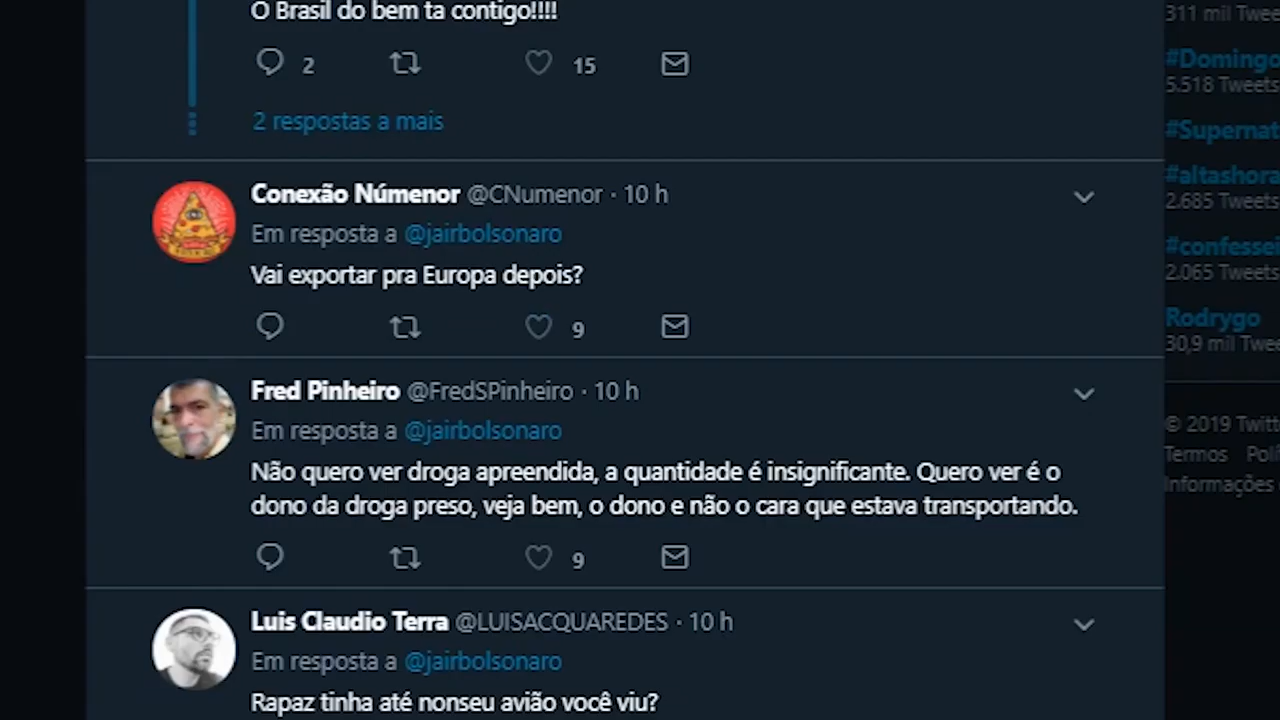 O Brasil do bem ta contigo!!!!
2
15
2 respostas a mais
Conexão Númenor @CNumenor · 10 h
Em resposta a @jairbolsonaro
Vai exportar pra Europa depois?
9
Fred Pinheiro @FredSPinheiro · 10 h
Em resposta a @jairbolsonaro
Não quero ver droga apreendida, a quantidade é insignificante. Quero ver é o
dono da droga preso, veja bem, o dono e não o cara que estava transportando.
9
Luis Claudio Terra @LUISACQUAREDES · 10 h
Em resposta a @jairbolsonaro
Rapaz tinha até nonseu avião você viu?
311 mil Twee
#Domingo
5.518 Tweets
#Supernat
#altashora
2.685 Tweets
#confessei
2.065 Tweets
Rodrygo
30,9 mil Twee
© 2019 Twitt
Termos Polí
Informações